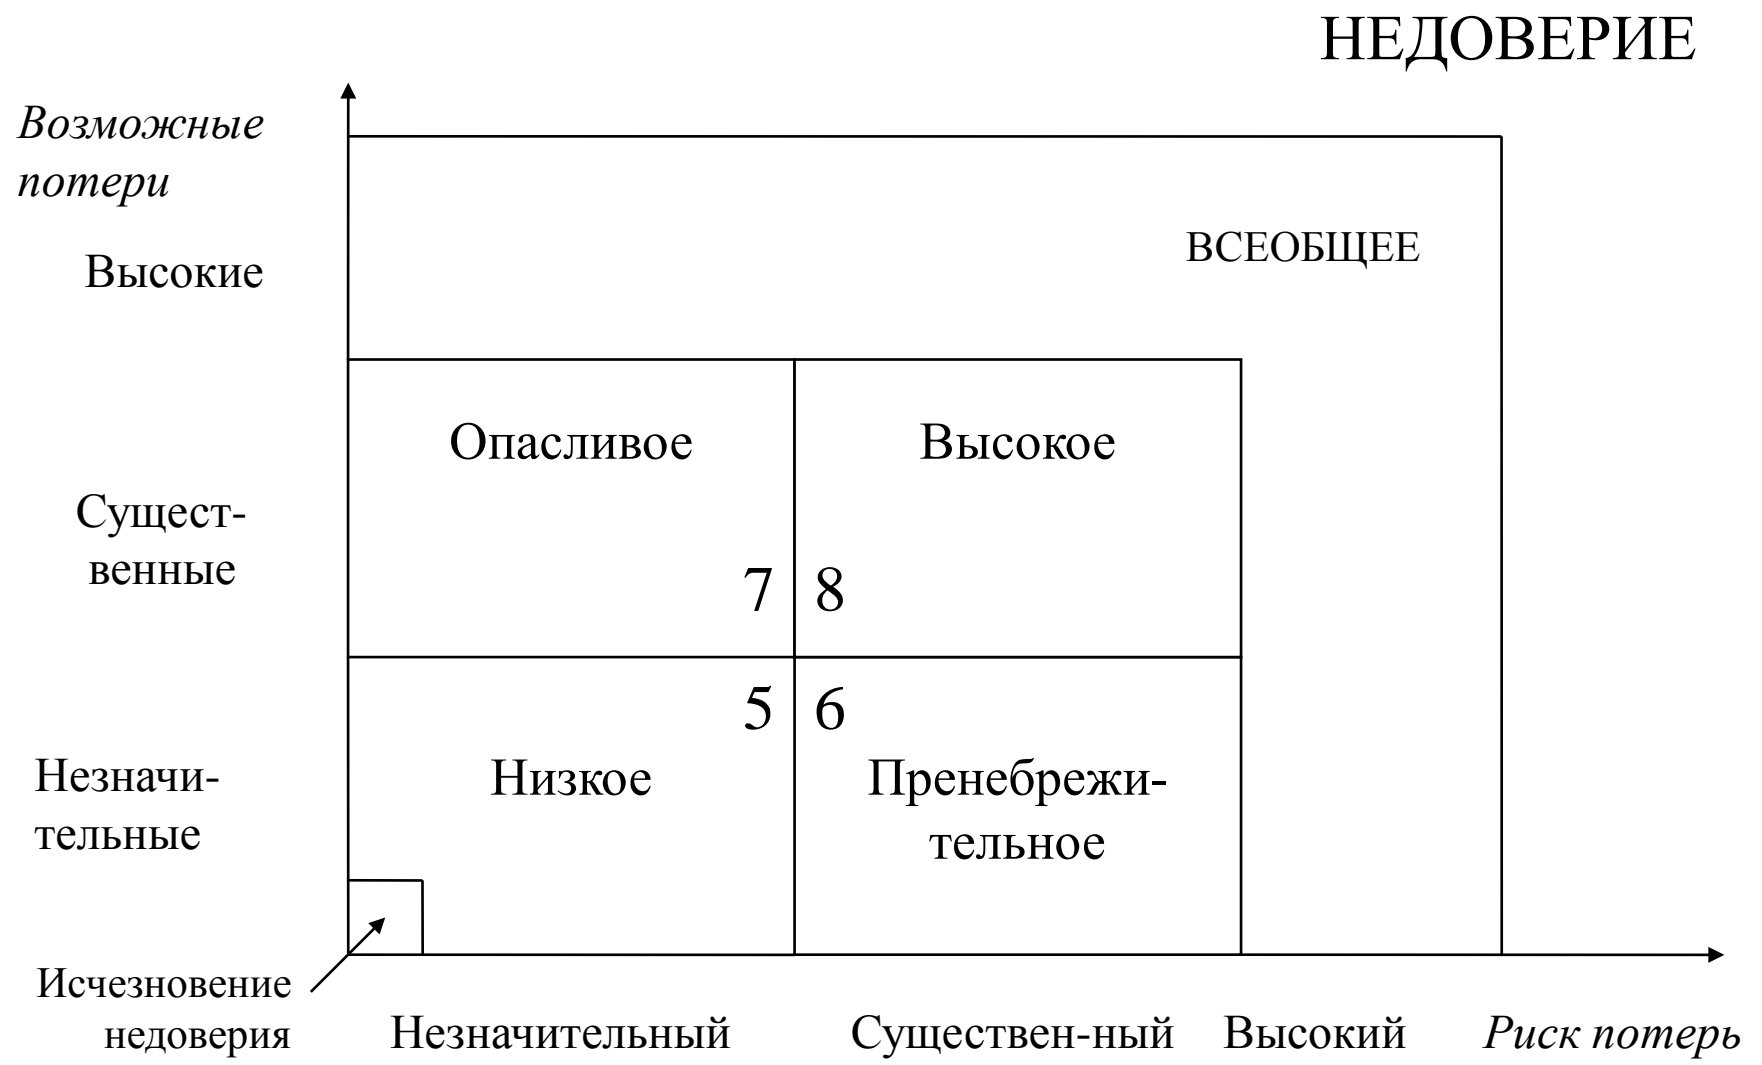 НЕДОВЕРИЕ
Возможные
потери
ВСЕОБЩЕЕ
Высокие
Опасливое
Высокое
Сущест-
венные
7
8
5
6
Незначи-
тельные
Низкое
Пренебрежи-
тельное
Исчезновение
недоверия
Незначительный
Существен-ный
Высокий
Риск потерь